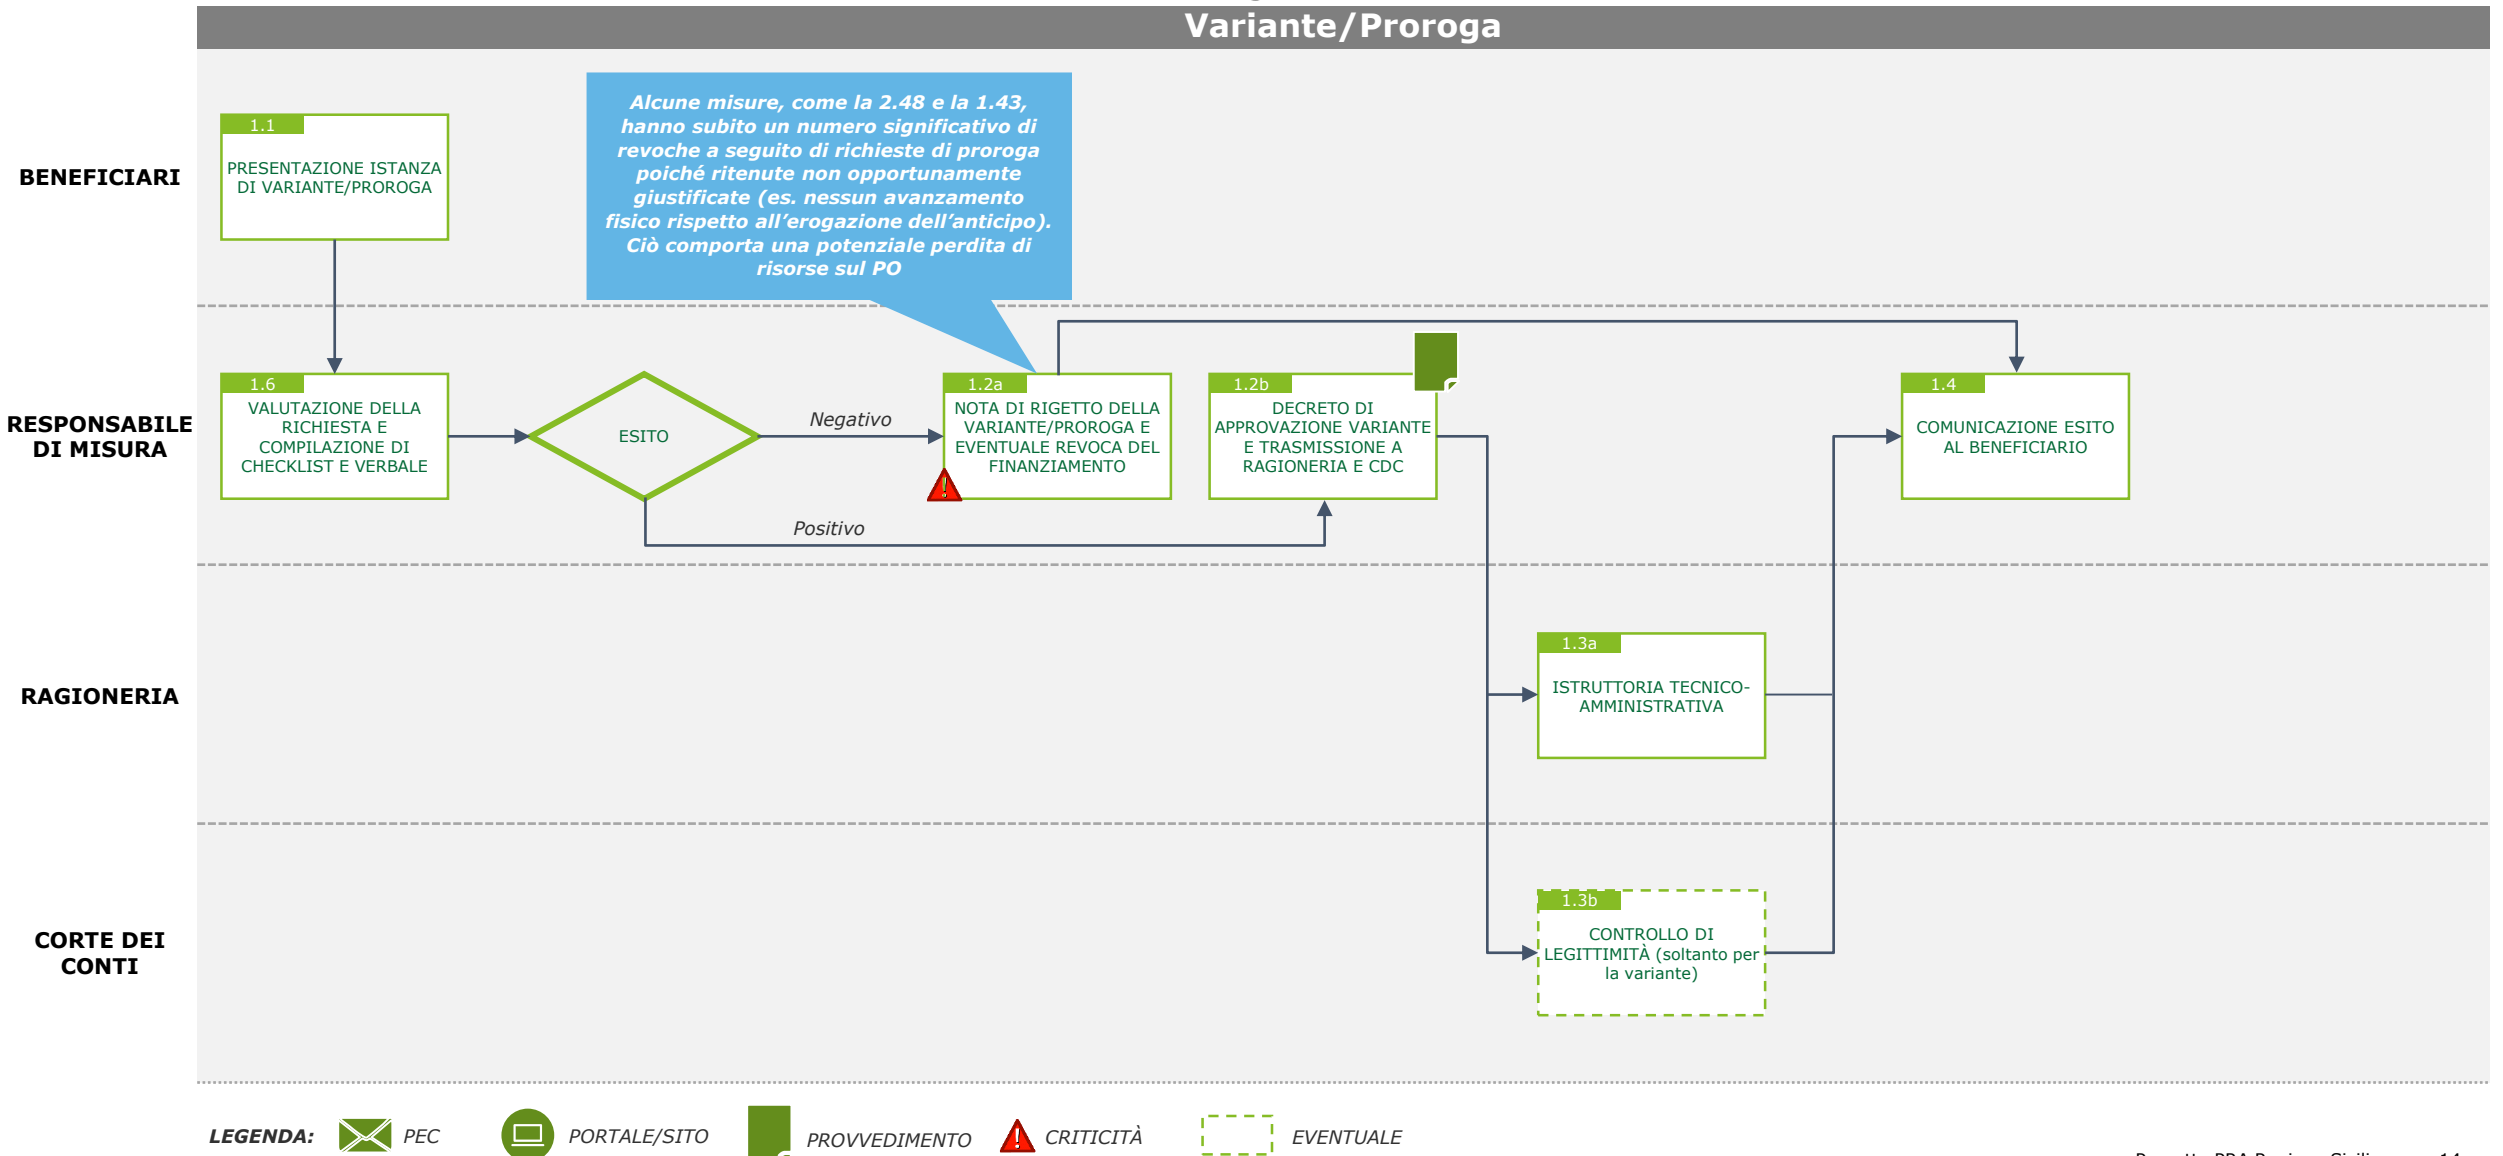 Variante/Proroga
Alcune misure, come la 2.48 e la 1.43,
hanno subito un numero significativo di
revoche a seguito di richieste di proroga
poiché ritenute non opportunamente
giustificate (es. nessun avanzamento
fisico rispetto all’erogazione dell’anticipo).
Ciò comporta una potenziale perdita di
risorse sul PO
BENEFICIARI
1.1
PRESENTAZIONE ISTANZA
DI VARIANTE/PROROGA
RESPONSABILE
DI MISURA
1.6
VALUTAZIONE DELLA
RICHIESTA E
COMPILAZIONE DI
CHECKLIST E VERBALE
ESITO
Negativo
Positivo
1.2a
NOTA DI RIGETTO DELLA
VARIANTE/PROROGA E
EVENTUALE REVOCA DEL
FINANZIAMENTO
1.2b
DECRETO DI
APPROVAZIONE VARIANTE
E TRASMISSIONE A
RAGIONERIA E CDC
1.4
COMUNICAZIONE ESITO
AL BENEFICIARIO
RAGIONERIA
1.3a
ISTRUTTORIA TECNICO-
AMMINISTRATIVA
CORTE DEI
CONTI
1.3b
CONTROLLO DI
LEGITTIMITÀ (soltanto per
la variante)
LEGENDA:
PEC
PORTALE/SITO
PROVVEDIMENTO
CRITICITÀ
EVENTUALE